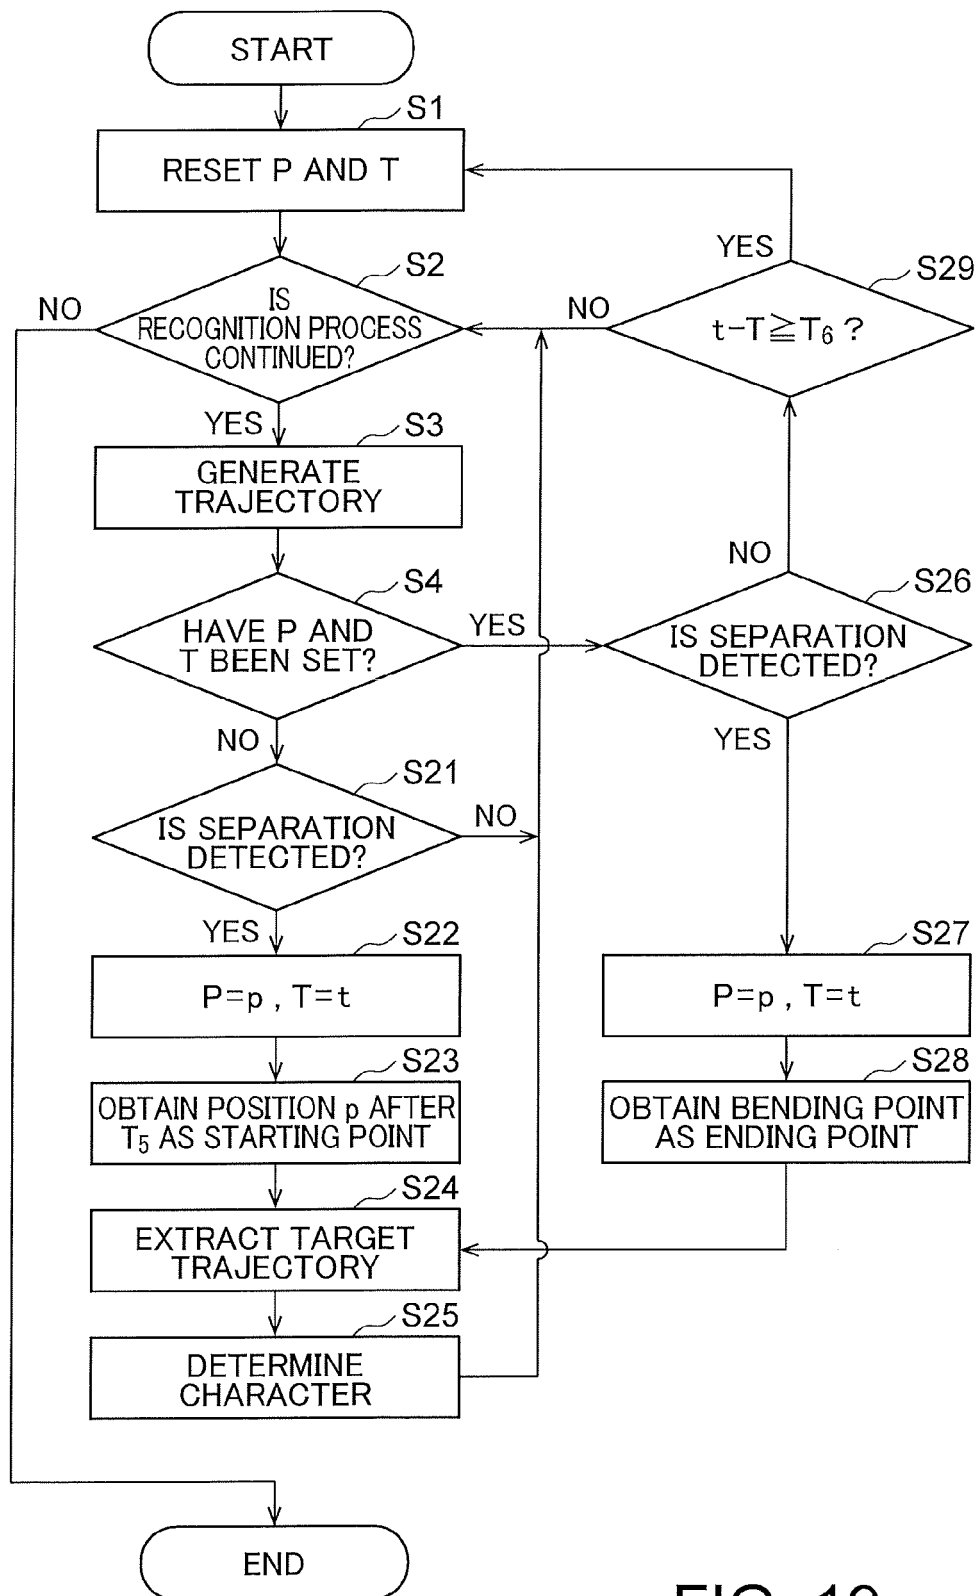 START
S1
RESET P AND T
S2
IS
RECOGNITION PROCESS
CONTINUED?
NO
YES
S29
t-T≧T6 ?
YES
NO
S3
GENERATE
TRAJECTORY
S4
HAVE P AND
T BEEN SET?
YES
NO
S26
IS SEPARATION
DETECTED?
NO
YES
S21
IS SEPARATION
DETECTED?
NO
YES
S22
P=p , T=t
S27
P=p , T=t
S23
OBTAIN POSITION p AFTER
T5 AS STARTING POINT
S28
OBTAIN BENDING POINT
AS ENDING POINT
S24
EXTRACT TARGET
TRAJECTORY
S25
DETERMINE
CHARACTER
END